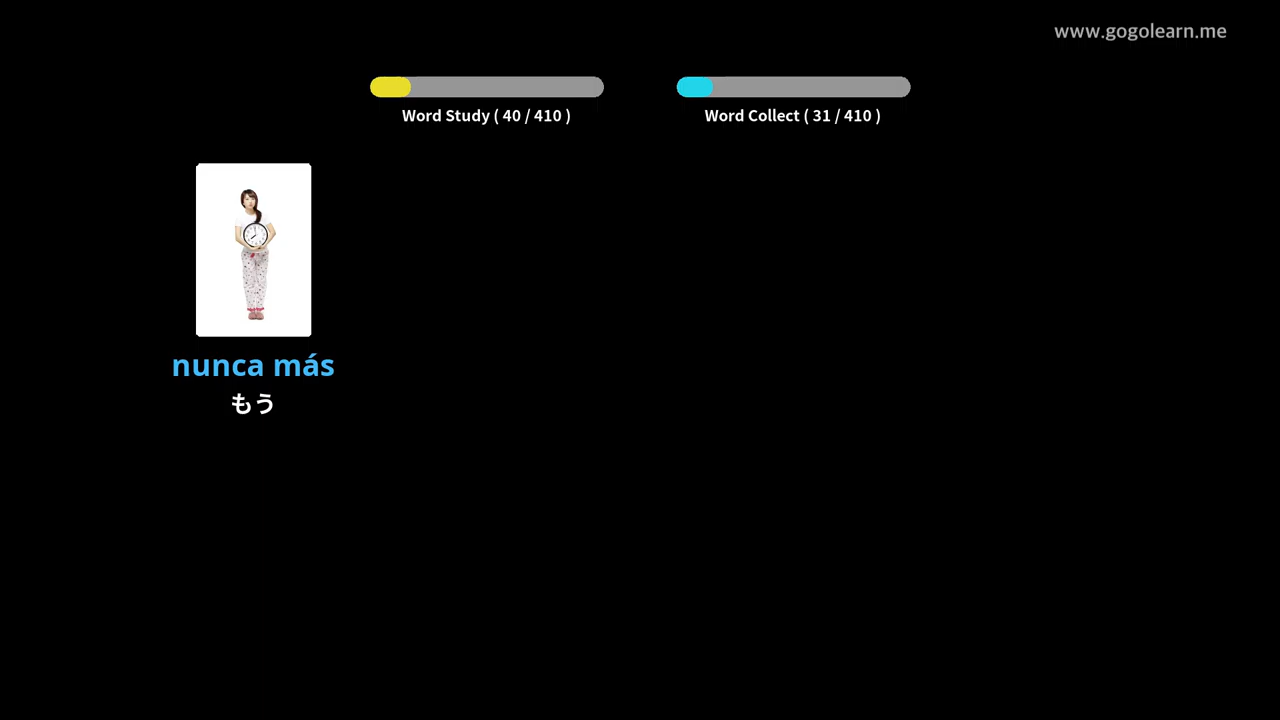 www.gogolearn.me
Word Study ( 40 / 410 )
Word Collect ( 31 / 410 )
nunca más
もう